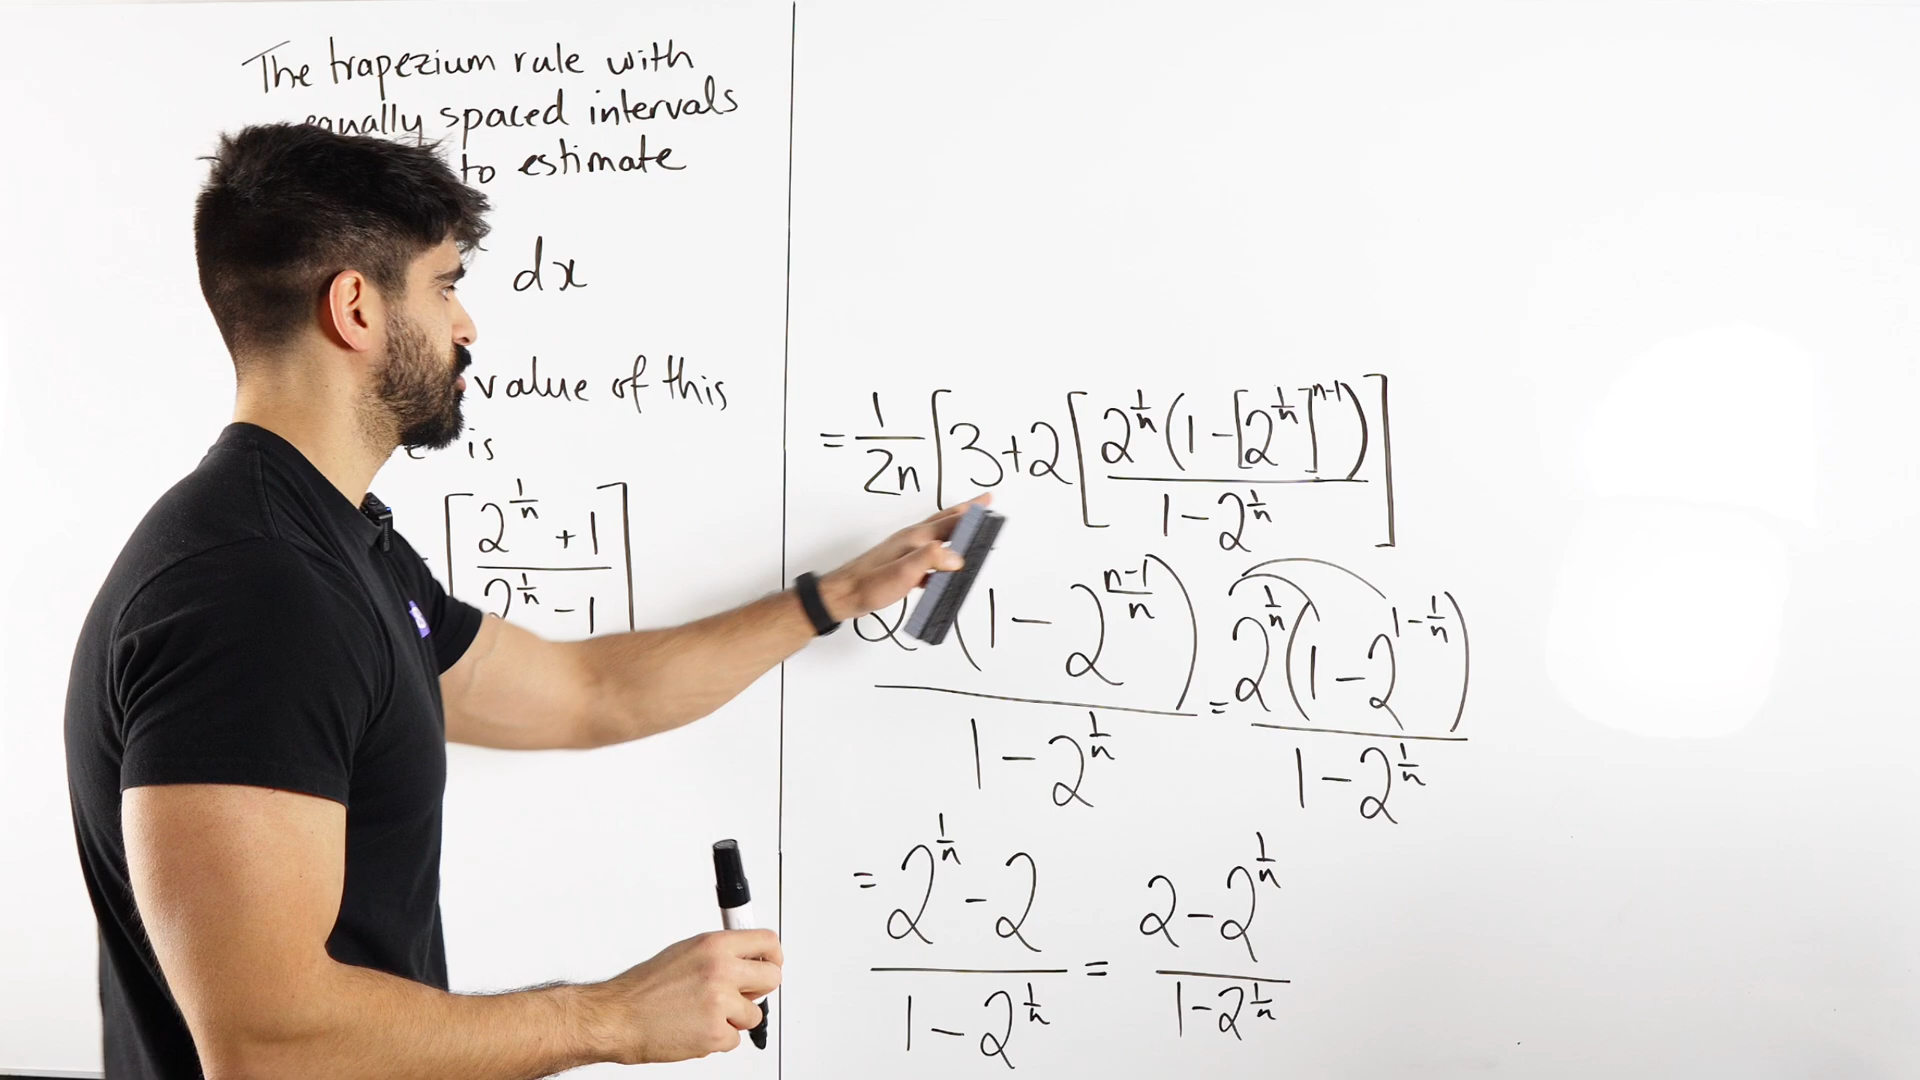 The trapezium rule with
equally spaced intervals
to estimate
dx
value of this
is
[ (2^(1/n) + 1) / (2^(1/n) - 1) ]
= 1/2n [ 3 + 2 [ 2^(1/n) (1 - [2^(1/n)]^(n-1)) / (1 - 2^(1/n)) ] ]
(1 - 2^((n-1)/n)) / (1 - 2^(1/n)) = 2^(1/n) (1 - 2^(1 - 1/n)) / (1 - 2^(1/n))
= (2^(1/n) - 2) / (1 - 2^(1/n)) = (2 - 2^(1/n)) / (1 - 2^(1/n))